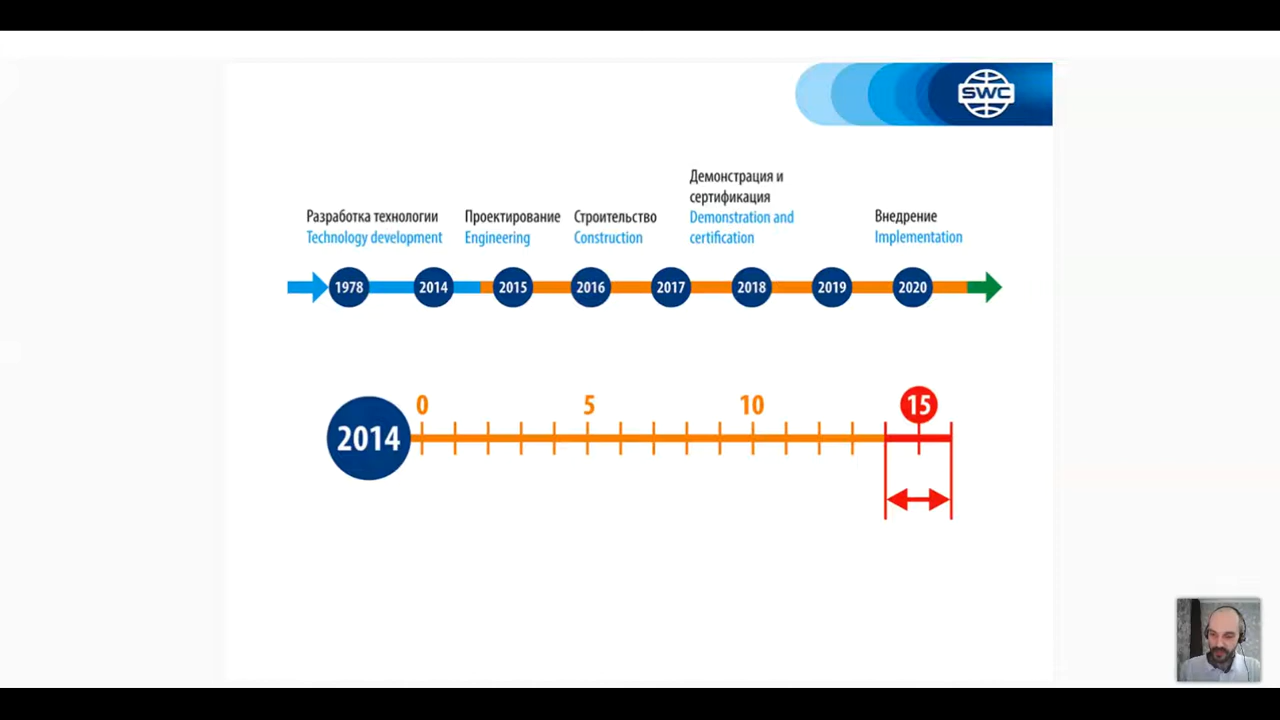 SWC
Демонстрация и
сертификация
Demonstration and
certification
Разработка технологии
Technology development
Проектирование
Engineering
Строительство
Construction
Внедрение
Implementation
1978 2014 2015 2016 2017 2018 2019 2020
0 5 10 15
2014